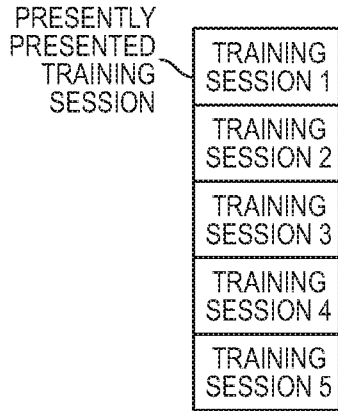 PRESENTLY
PRESENTED
TRAINING
SESSION
TRAINING
SESSION 1
TRAINING
SESSION 2
TRAINING
SESSION 3
TRAINING
SESSION 4
TRAINING
SESSION 5